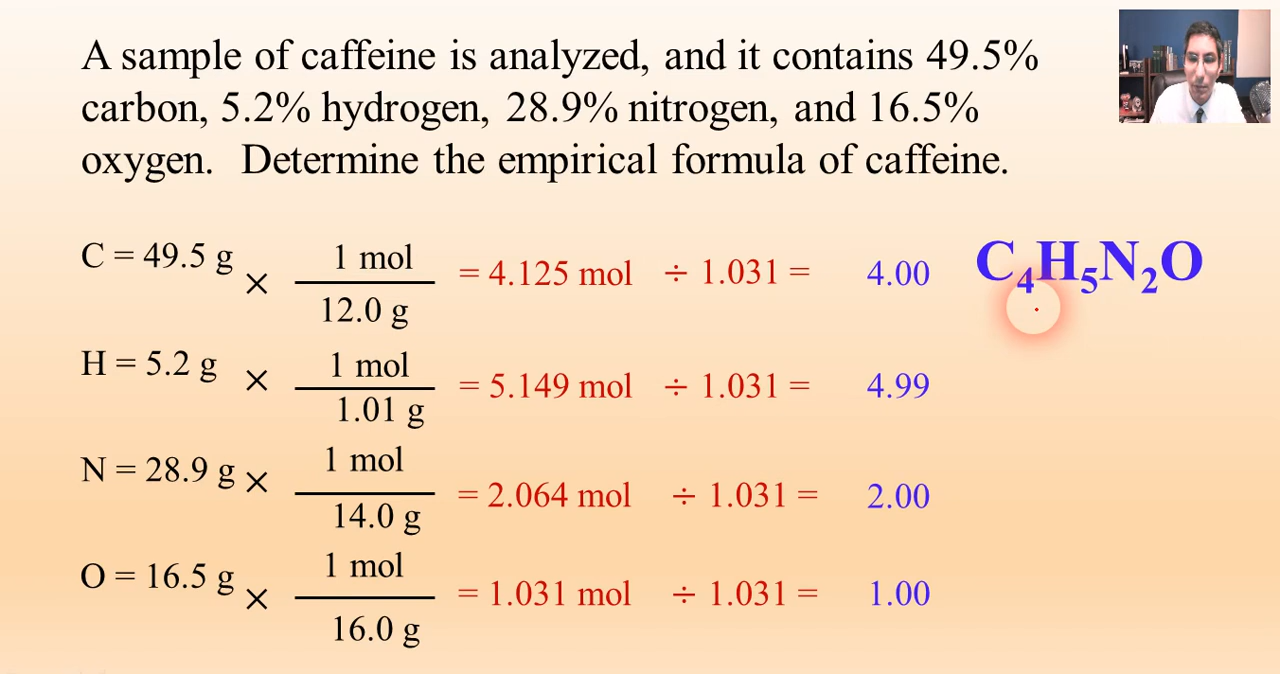 A sample of caffeine is analyzed, and it contains 49.5%
carbon, 5.2% hydrogen, 28.9% nitrogen, and 16.5%
oxygen.  Determine the empirical formula of caffeine.
C = 49.5 g × 1 mol / 12.0 g = 4.125 mol ÷ 1.031 = 4.00 C₄H₅N₂O
H = 5.2 g × 1 mol / 1.01 g = 5.149 mol ÷ 1.031 = 4.99
N = 28.9 g × 1 mol / 14.0 g = 2.064 mol ÷ 1.031 = 2.00
O = 16.5 g × 1 mol / 16.0 g = 1.031 mol ÷ 1.031 = 1.00